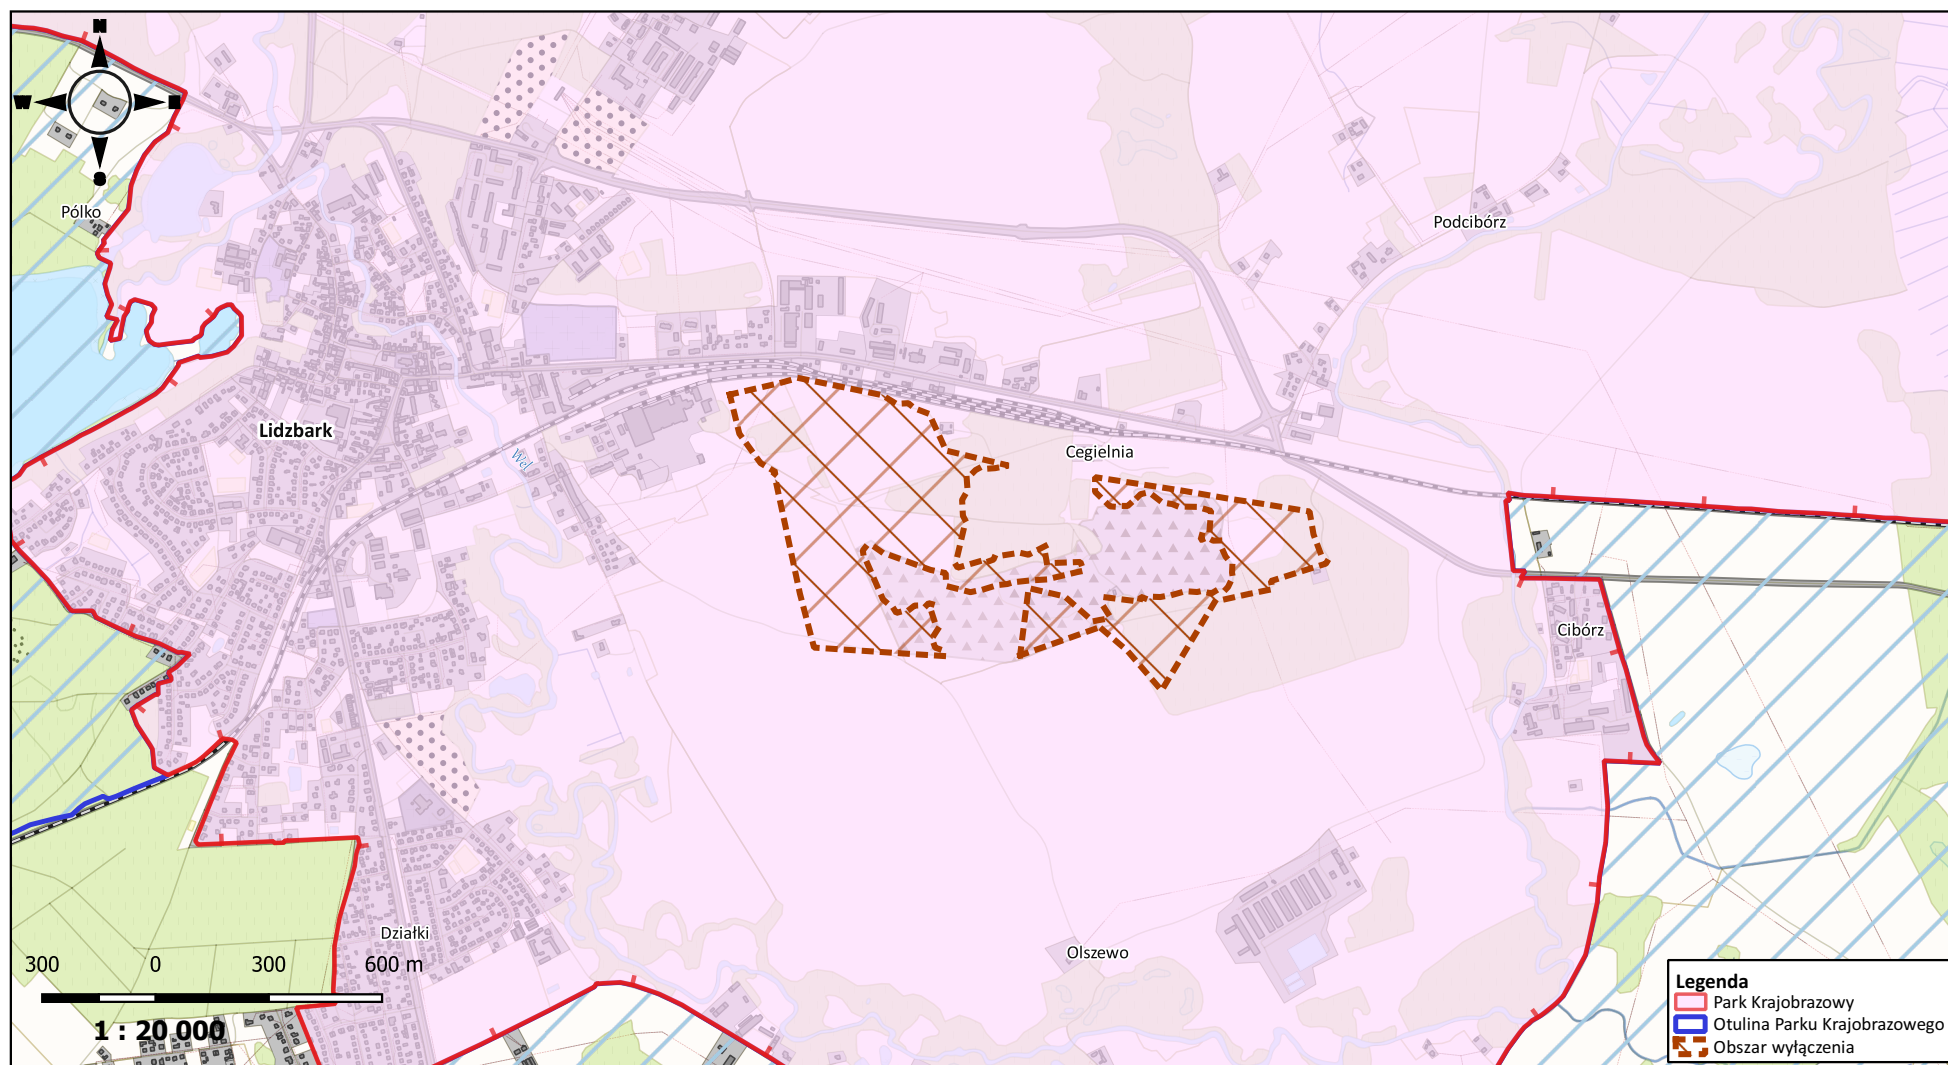 N
W
E
S
Pólko
Podcibórz
Lidzbark
Wel
Cegielnia
Cibórz
Działki
Olszewo
300 0 300 600 m
1 : 20 000
Legenda
Park Krajobrazowy
Otulina Parku Krajobrazowego
Obszar wyłączenia